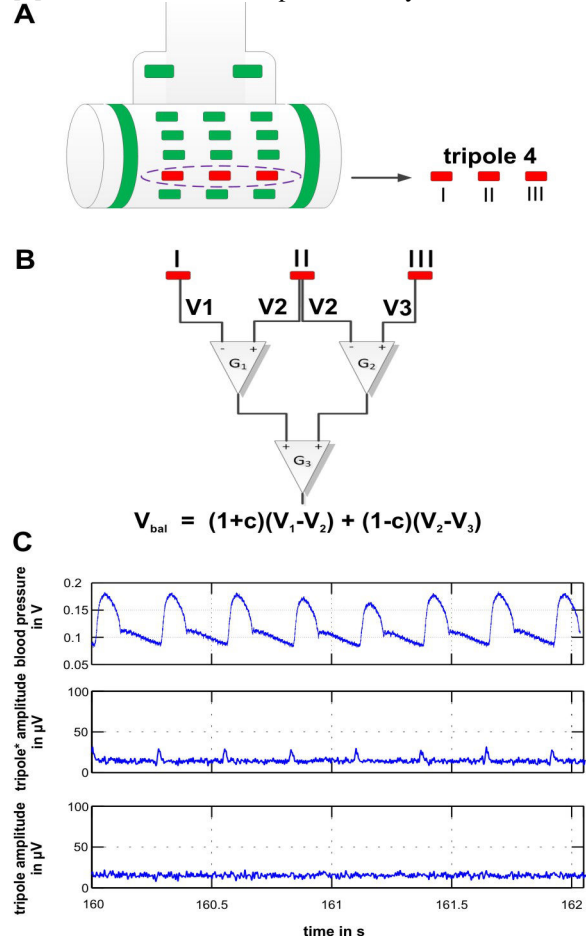 A
tripole 4
I II III
B
I II III
V1 V2 V2 V3
- + - +
G1 G2
+ +
G3
Vbal = (1+c)(V1-V2) + (1-c)(V2-V3)
C
blood pressure
in V
0.2
0.15
0.1
0.05
tripole* amplitude
in µV
100
50
0
tripole amplitude
in µV
100
50
0
160 160.5 161 161.5 162
time in s